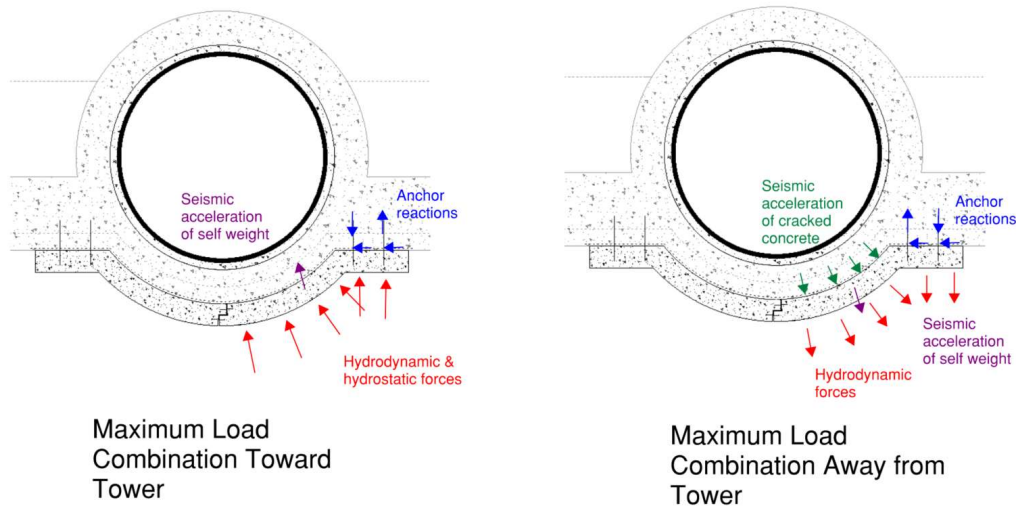 Seismic
acceleration
of self weight
Anchor
reactions
Hydrodynamic &
hydrostatic forces
Maximum Load
Combination Toward
Tower
Seismic
acceleration
of cracked
concrete
Anchor
reactions
Seismic
acceleration
of self weight
Hydrodynamic
forces
Maximum Load
Combination Away from
Tower